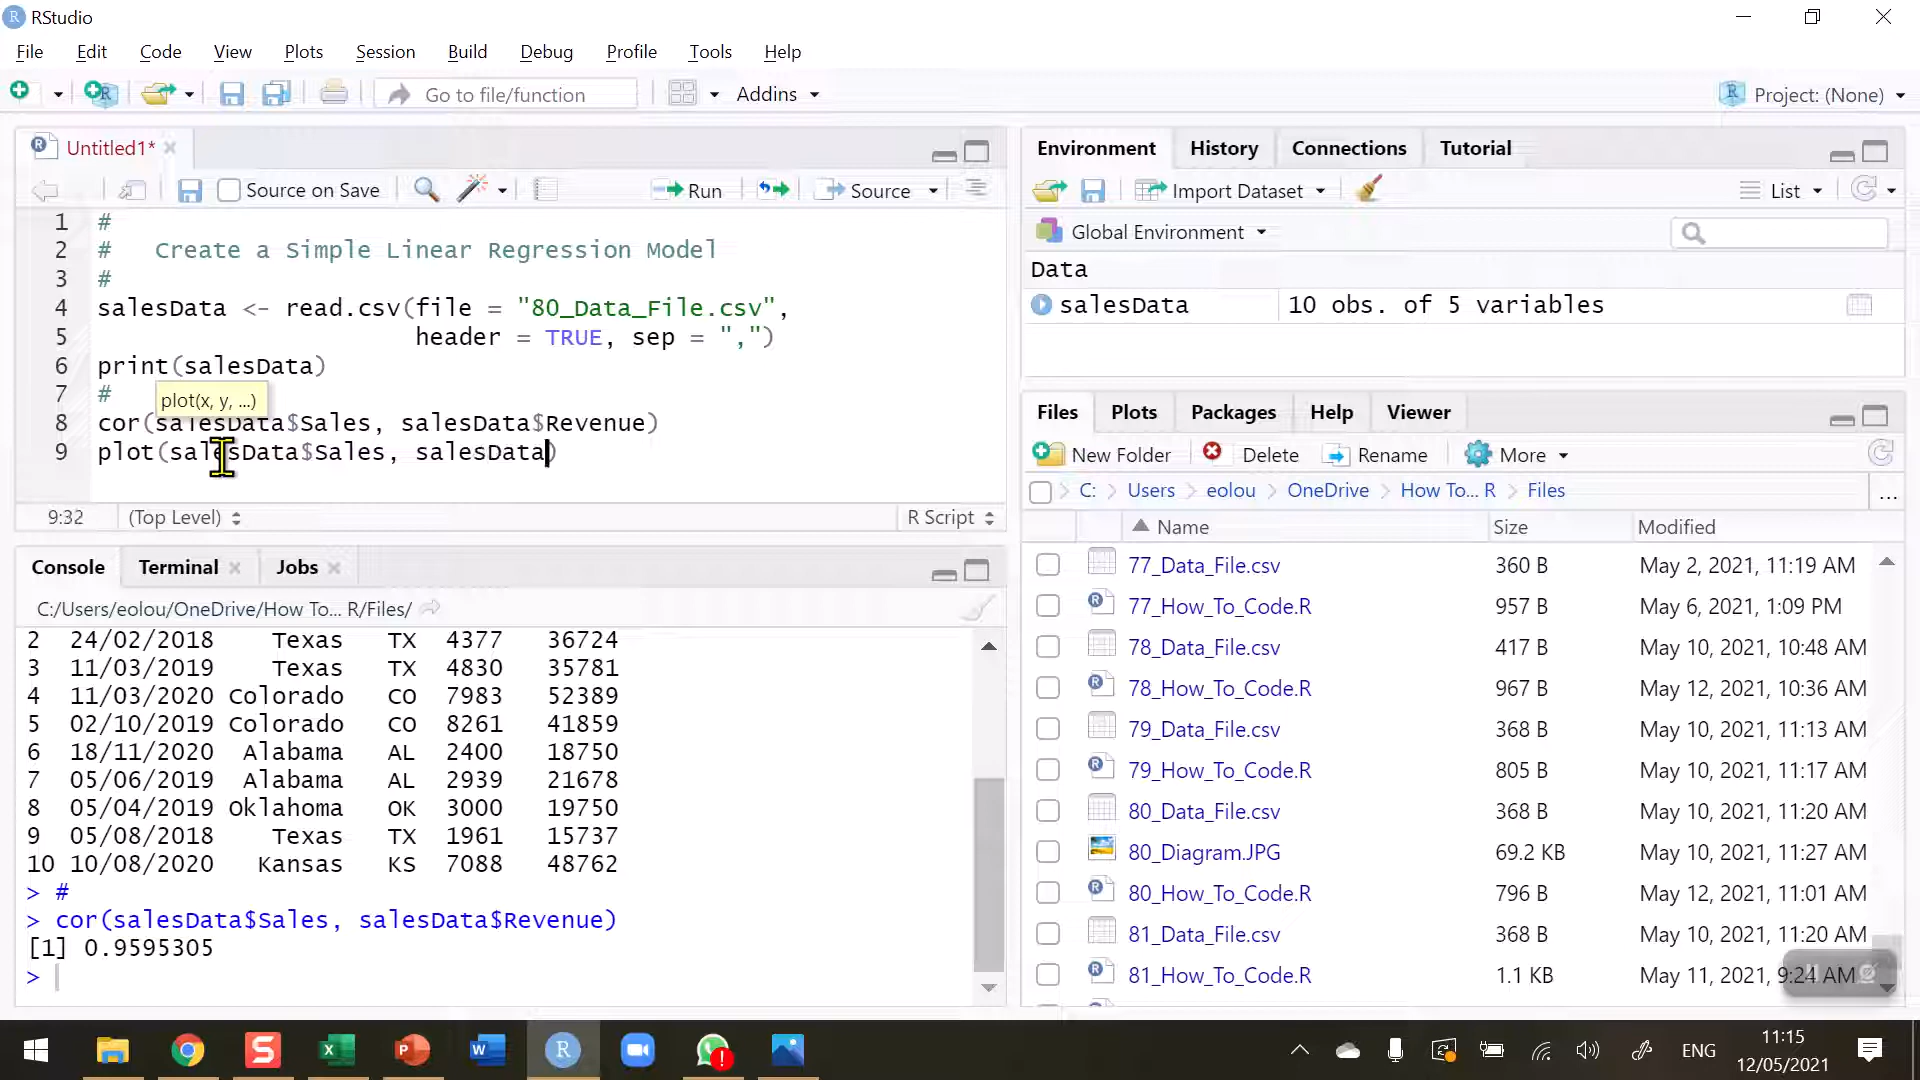 RStudio
File Edit Code View Plots Session Build Debug Profile Tools Help
Go to file/function Addins Project: (None)
Untitled1*
Source on Save Run Source
1 #
2 #   Create a Simple Linear Regression Model
3 #
4 salesData <- read.csv(file = "80_Data_File.csv",
5 header = TRUE, sep = ",")
6 print(salesData)
7 #
plot(x, y, ...)
8 cor(salesData$Sales, salesData$Revenue)
9 plot(salesData$Sales, salesData)
9:32 (Top Level) R Script
Console Terminal Jobs
C:/Users/eolou/OneDrive/How To... R/Files/
2 24/02/2018 Texas TX 4377 36724
3 11/03/2019 Texas TX 4830 35781
4 11/03/2020 Colorado CO 7983 52389
5 02/10/2019 Colorado CO 8261 41859
6 18/11/2020 Alabama AL 2400 18750
7 05/06/2019 Alabama AL 2939 21678
8 05/04/2019 Oklahoma OK 3000 19750
9 05/08/2018 Texas TX 1961 15737
10 10/08/2020 Kansas KS 7088 48762
> #
> cor(salesData$Sales, salesData$Revenue)
[1] 0.9595305
>
Environment History Connections Tutorial
Import Dataset List
Global Environment
Data
salesData 10 obs. of 5 variables
Files Plots Packages Help Viewer
New Folder Delete Rename More
C: Users eolou OneDrive How To... R Files ...
Name Size Modified
77_Data_File.csv 360 B May 2, 2021, 11:19 AM
77_How_To_Code.R 957 B May 6, 2021, 1:09 PM
78_Data_File.csv 417 B May 10, 2021, 10:48 AM
78_How_To_Code.R 967 B May 12, 2021, 10:36 AM
79_Data_File.csv 368 B May 10, 2021, 11:13 AM
79_How_To_Code.R 805 B May 10, 2021, 11:17 AM
80_Data_File.csv 368 B May 10, 2021, 11:20 AM
80_Diagram.JPG 69.2 KB May 10, 2021, 11:27 AM
80_How_To_Code.R 796 B May 12, 2021, 11:01 AM
81_Data_File.csv 368 B May 10, 2021, 11:20 AM
81_How_To_Code.R 1.1 KB May 11, 2021, 9:24 AM
ENG 11:15
12/05/2021